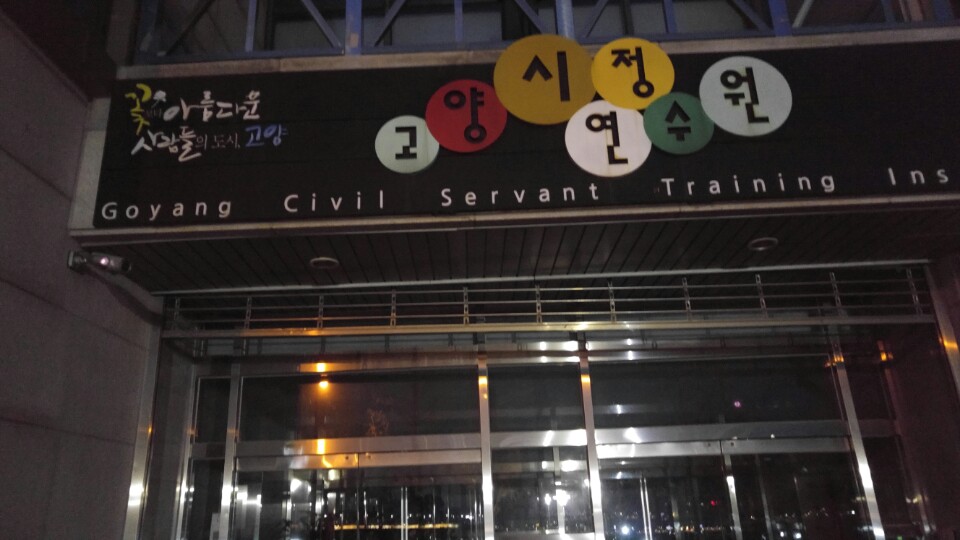 꽃보다 아름다운
사람들의 도시, 고양
고양시정연수원
Goyang Civil Servant Training Ins